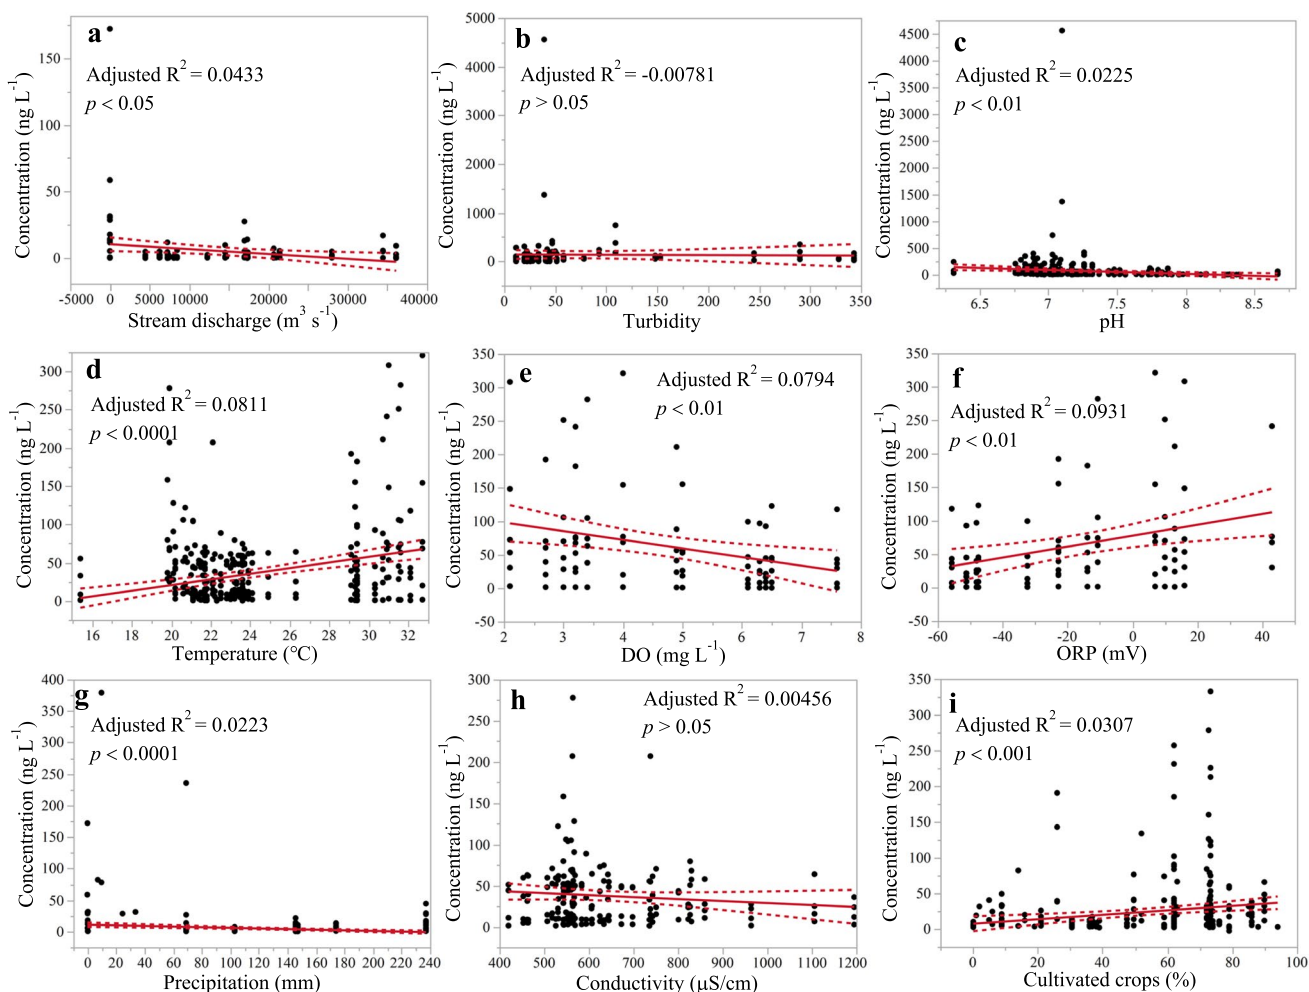 a
Adjusted R² = 0.0433
p < 0.05
Concentration (ng L⁻¹)
150
100
50
0
-5000 0 5000 10000 20000 30000 40000
Stream discharge (m³ s⁻¹)
b
Adjusted R² = -0.00781
p > 0.05
Concentration (ng L⁻¹)
5000
4000
3000
2000
1000
0
0 50 100 150 200 250 300 350
Turbidity
c
Adjusted R² = 0.0225
p < 0.01
Concentration (ng L⁻¹)
4500
4000
3500
3000
2500
2000
1500
1000
500
0
6.5 7 7.5 8 8.5
pH
d
Adjusted R² = 0.0811
p < 0.0001
Concentration (ng L⁻¹)
300
250
200
150
100
50
0
16 18 20 22 24 26 28 30 32
Temperature (℃)
e
Adjusted R² = 0.0794
p < 0.01
Concentration (ng L⁻¹)
350
300
250
200
150
100
50
0
-50
2 3 4 5 6 7 8
DO (mg L⁻¹)
f
Adjusted R² = 0.0931
p < 0.01
Concentration (ng L⁻¹)
350
300
250
200
150
100
50
0
-50
-60 -40 -20 0 20 40 60
ORP (mV)
g
Adjusted R² = 0.0223
p < 0.0001
Concentration (ng L⁻¹)
400
350
300
250
200
150
100
50
0
0 20 40 60 80 100 120 140 160 180 200 220 240
Precipitation (mm)
h
Adjusted R² = 0.00456
p > 0.05
Concentration (ng L⁻¹)
300
250
200
150
100
50
0
400 500 600 700 800 900 1000 1100 1200
Conductivity (μS/cm)
i
Adjusted R² = 0.0307
p < 0.001
Concentration (ng L⁻¹)
350
300
250
200
150
100
50
0
0 20 40 60 80 100
Cultivated crops (%)